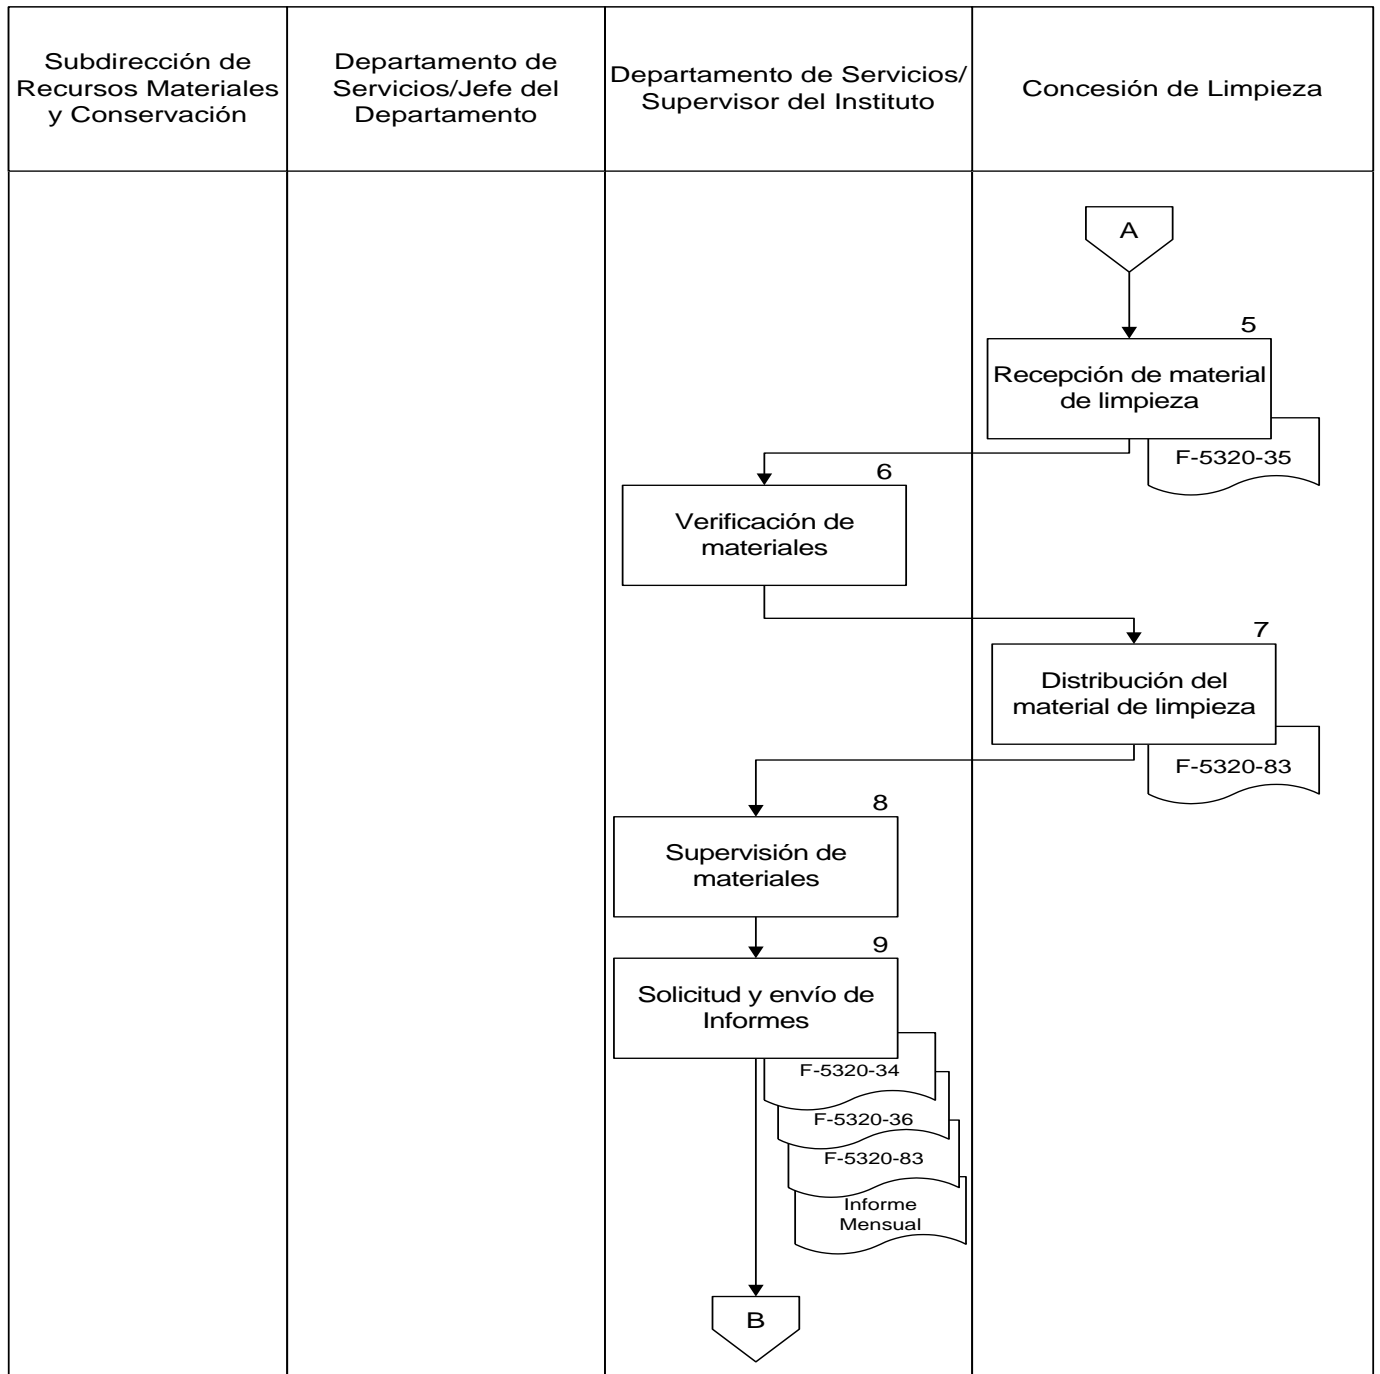 Subdirección de
Recursos Materiales
y Conservación
Departamento de
Servicios/Jefe del
Departamento
Departamento de Servicios/
Supervisor del Instituto
Concesión de Limpieza
A
5
Recepción de material
de limpieza
F-5320-35
6
Verificación de
materiales
7
Distribución del
material de limpieza
F-5320-83
8
Supervisión de
materiales
9
Solicitud y envío de
Informes
F-5320-34
F-5320-36
F-5320-83
Informe
Mensual
B